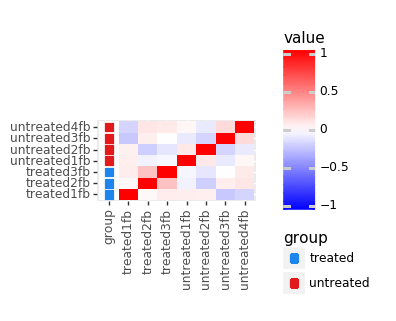 value
1
0.5
0
−0.5
−1
untreated4fb
untreated3fb
untreated2fb
untreated1fb
treated3fb
treated2fb
treated1fb
group
treated1fb
treated2fb
treated3fb
untreated1fb
untreated2fb
untreated3fb
untreated4fb
group
treated
untreated